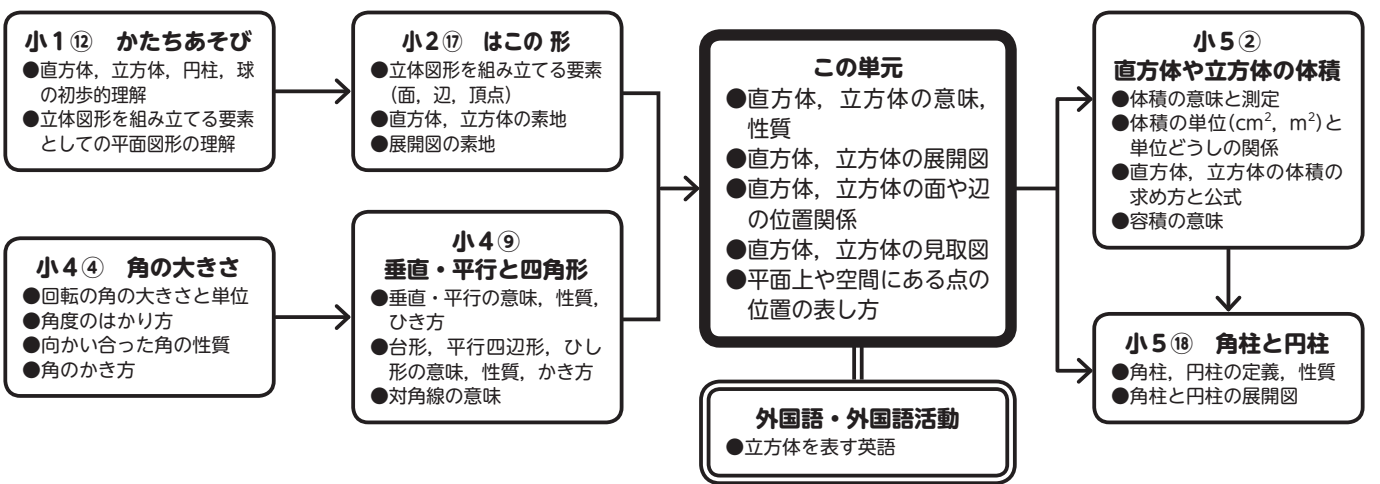 小1⑫ かたちあそび
●直方体，立方体，円柱，球
の初歩的理解
●立体図形を組み立てる要素
としての平面図形の理解
小2⑰ はこの 形
●立体図形を組み立てる要素
(面，辺，頂点)
●直方体，立方体の素地
●展開図の素地
小4④ 角の大きさ
●回転の角の大きさと単位
●角度のはかり方
●向かい合った角の性質
●角のかき方
小4⑨
垂直・平行と四角形
●垂直・平行の意味，性質，
ひき方
●台形，平行四辺形，ひし
形の意味，性質，かき方
●対角線の意味
この単元
●直方体，立方体の意味，
性質
●直方体，立方体の展開図
●直方体，立方体の面や辺
の位置関係
●直方体，立方体の見取図
●平面上や空間にある点の
位置の表し方
外国語・外国語活動
●立方体を表す英語
小5②
直方体や立方体の体積
●体積の意味と測定
●体積の単位(cm²，m²)と
単位どうしの関係
●直方体，立方体の体積の
求め方と公式
●容積の意味
小5⑱ 角柱と円柱
●角柱，円柱の定義，性質
●角柱と円柱の展開図